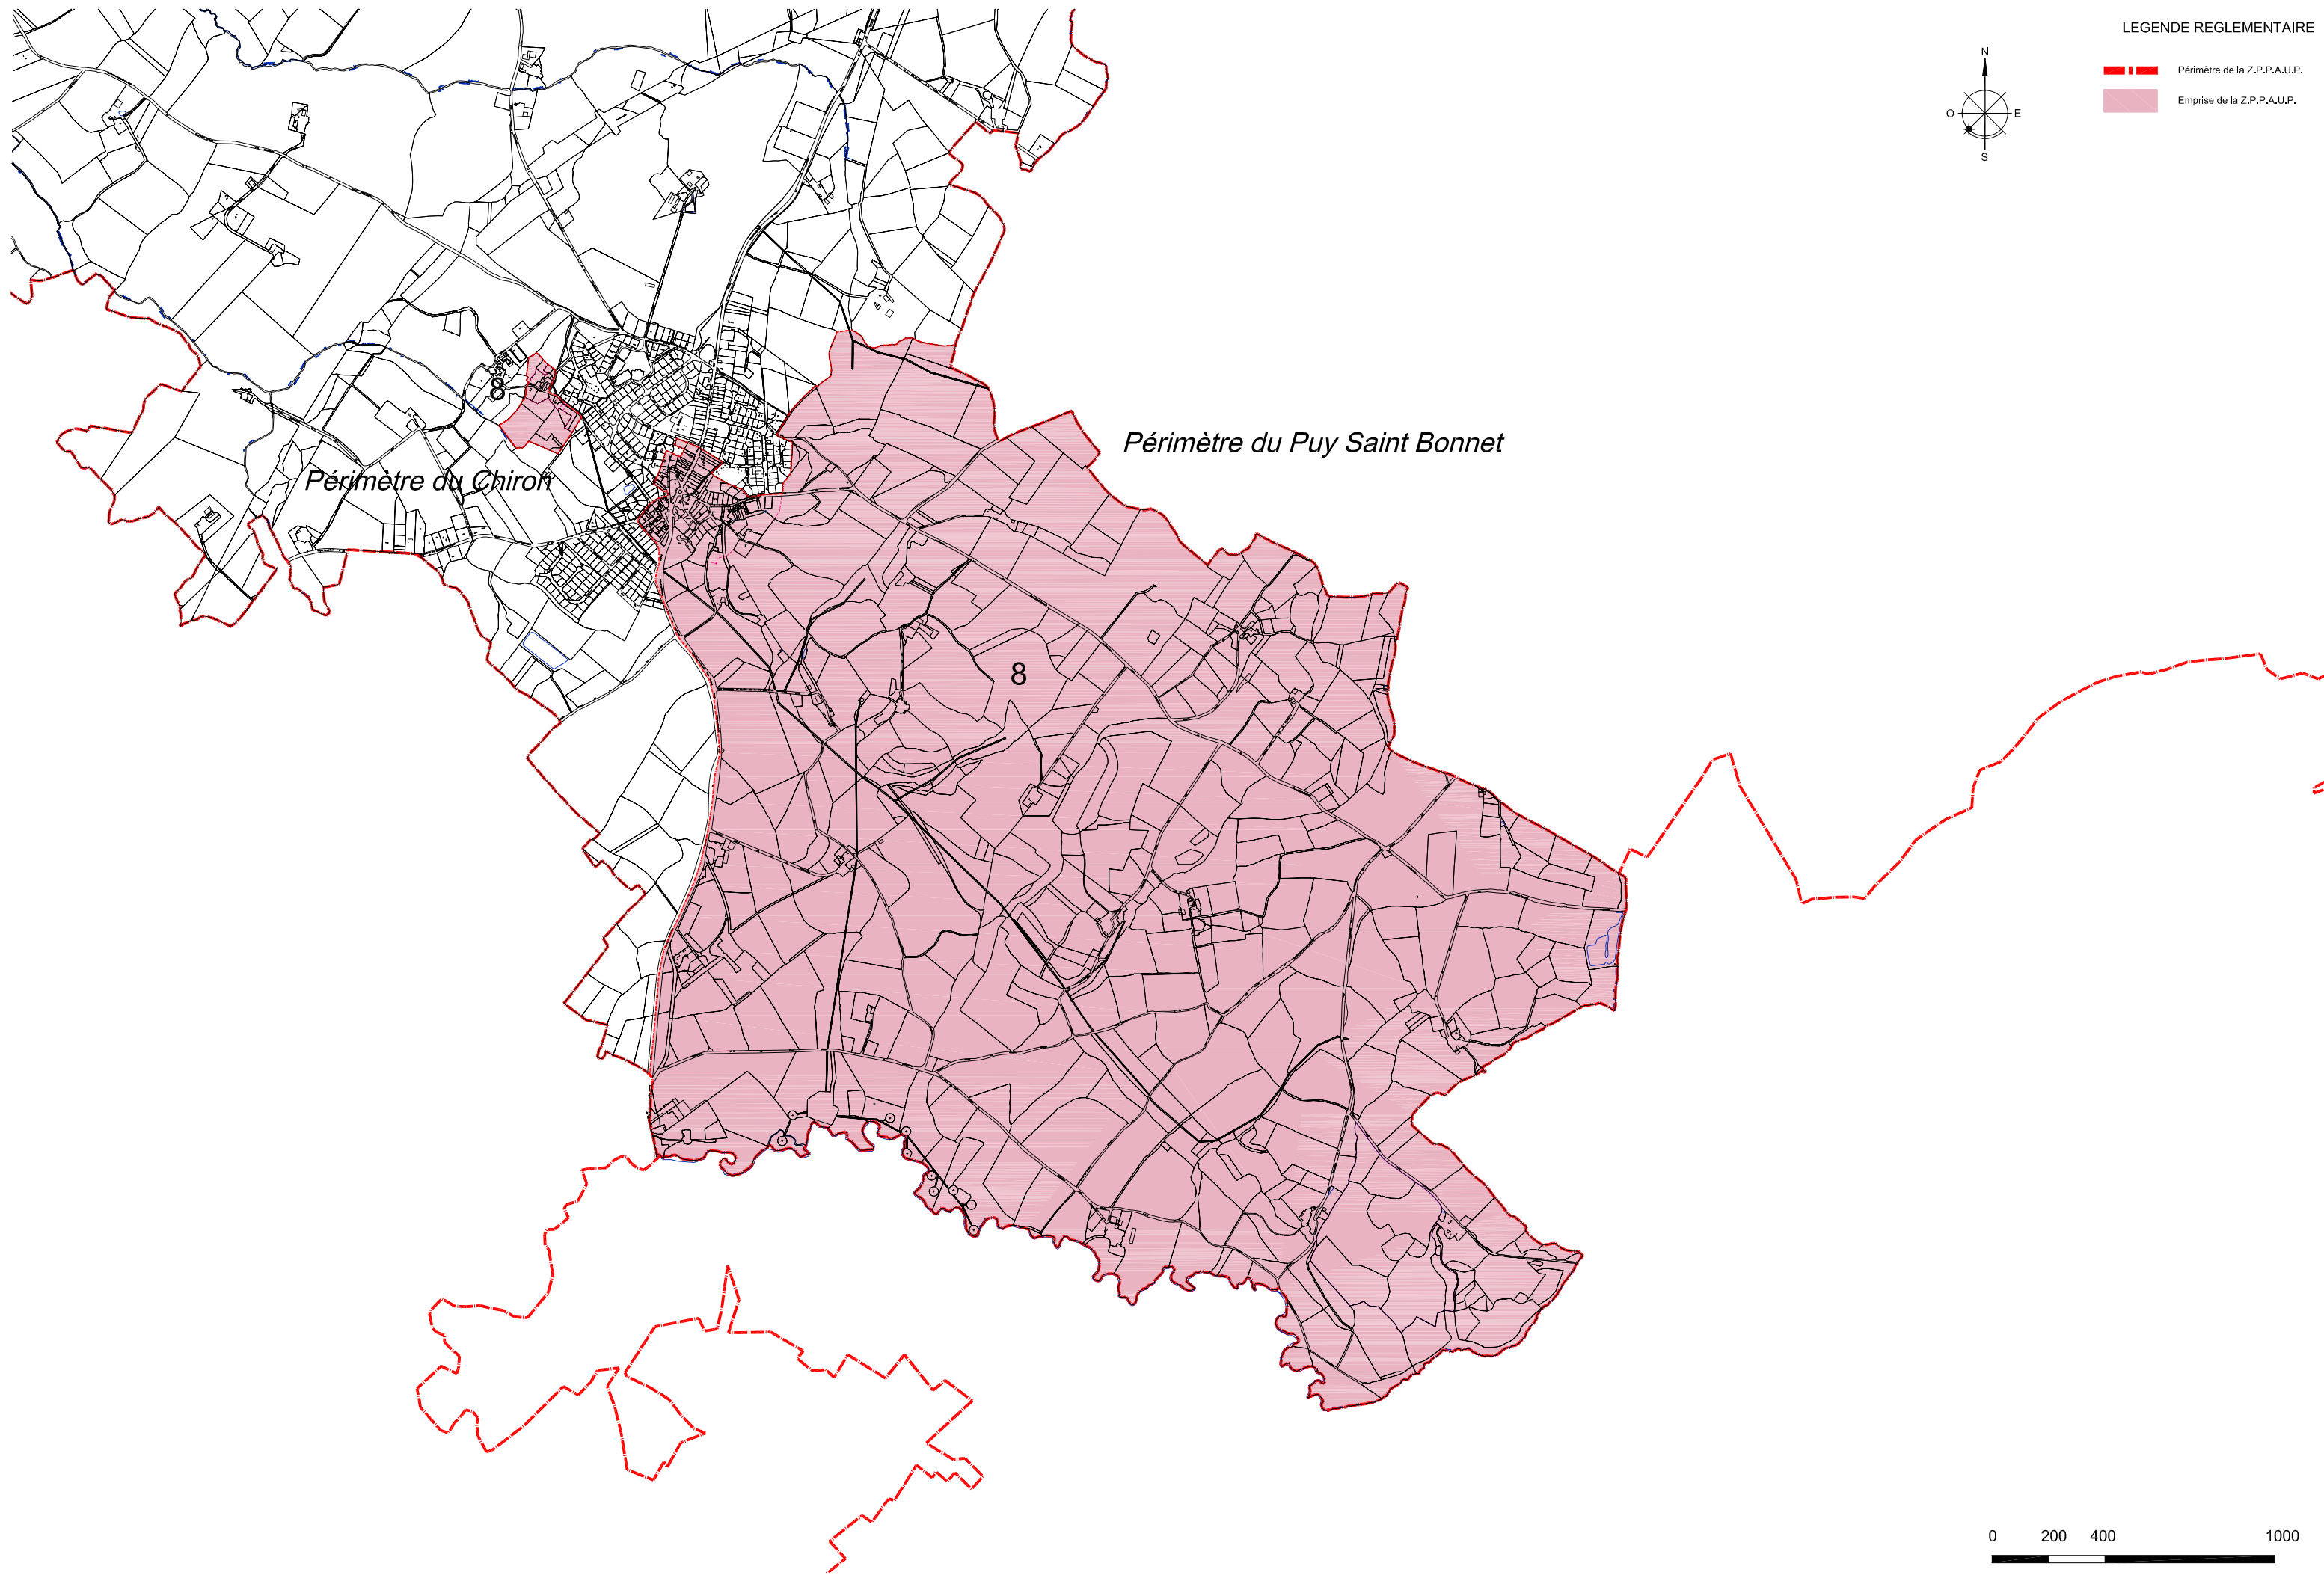 LEGENDE REGLEMENTAIRE
N
Périmètre de la Z.P.P.A.U.P.
Emprise de la Z.P.P.A.U.P.
O
E
S
8
Périmètre du Puy Saint Bonnet
Périmètre du Chiron
8
0 200 400 1000